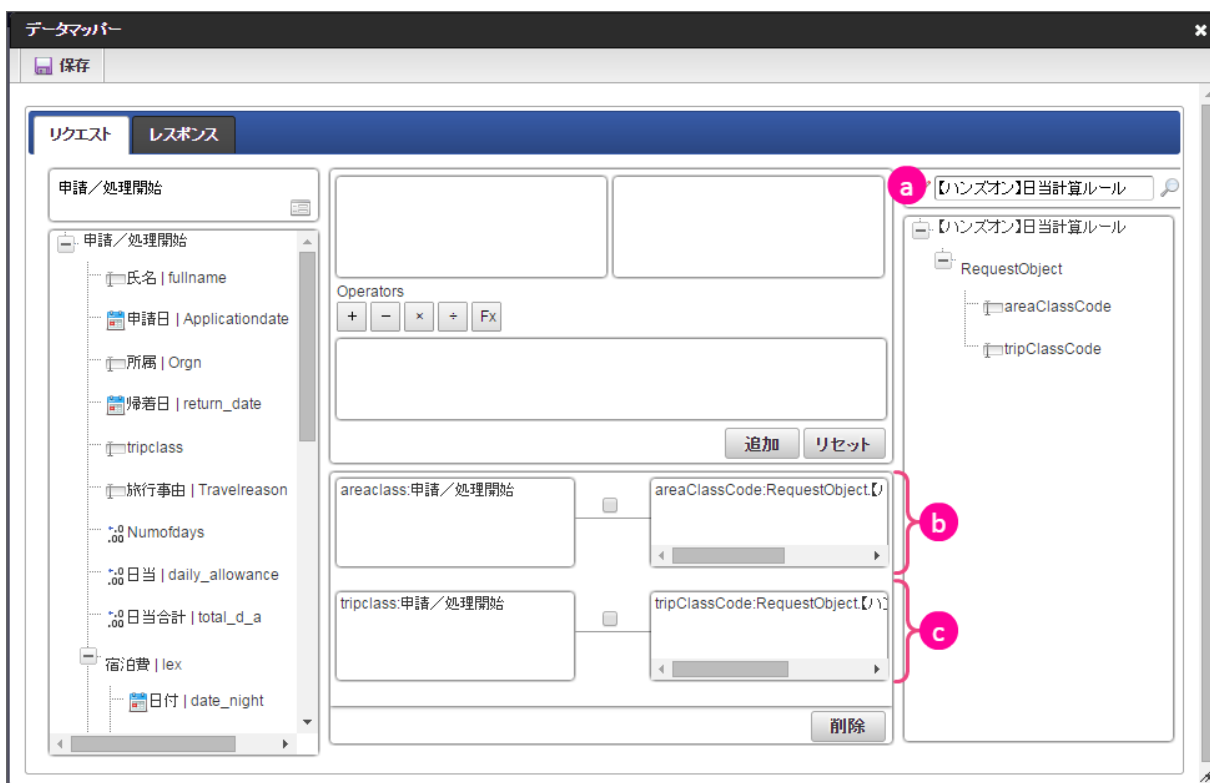 データマッパー
保存
リクエスト
レスポンス
申請/処理開始
申請/処理開始
氏名 | fullname
申請日 | Applicationdate
所属 | Orgn
帰着日 | return_date
tripclass
旅行事由 | Travelreason
Numofdays
日当 | daily_allowance
日当合計 | total_d_a
宿泊費 | lex
日付 | date_night
Operators
+ − × ÷ Fx
追加
リセット
areaclass:申請/処理開始
areaClassCode:RequestObject.【ハ
tripclass:申請/処理開始
tripClassCode:RequestObject.【ハ
削除
a
【ハンズオン】日当計算ルール
【ハンズオン】日当計算ルール
RequestObject
areaClassCode
tripClassCode
b
c